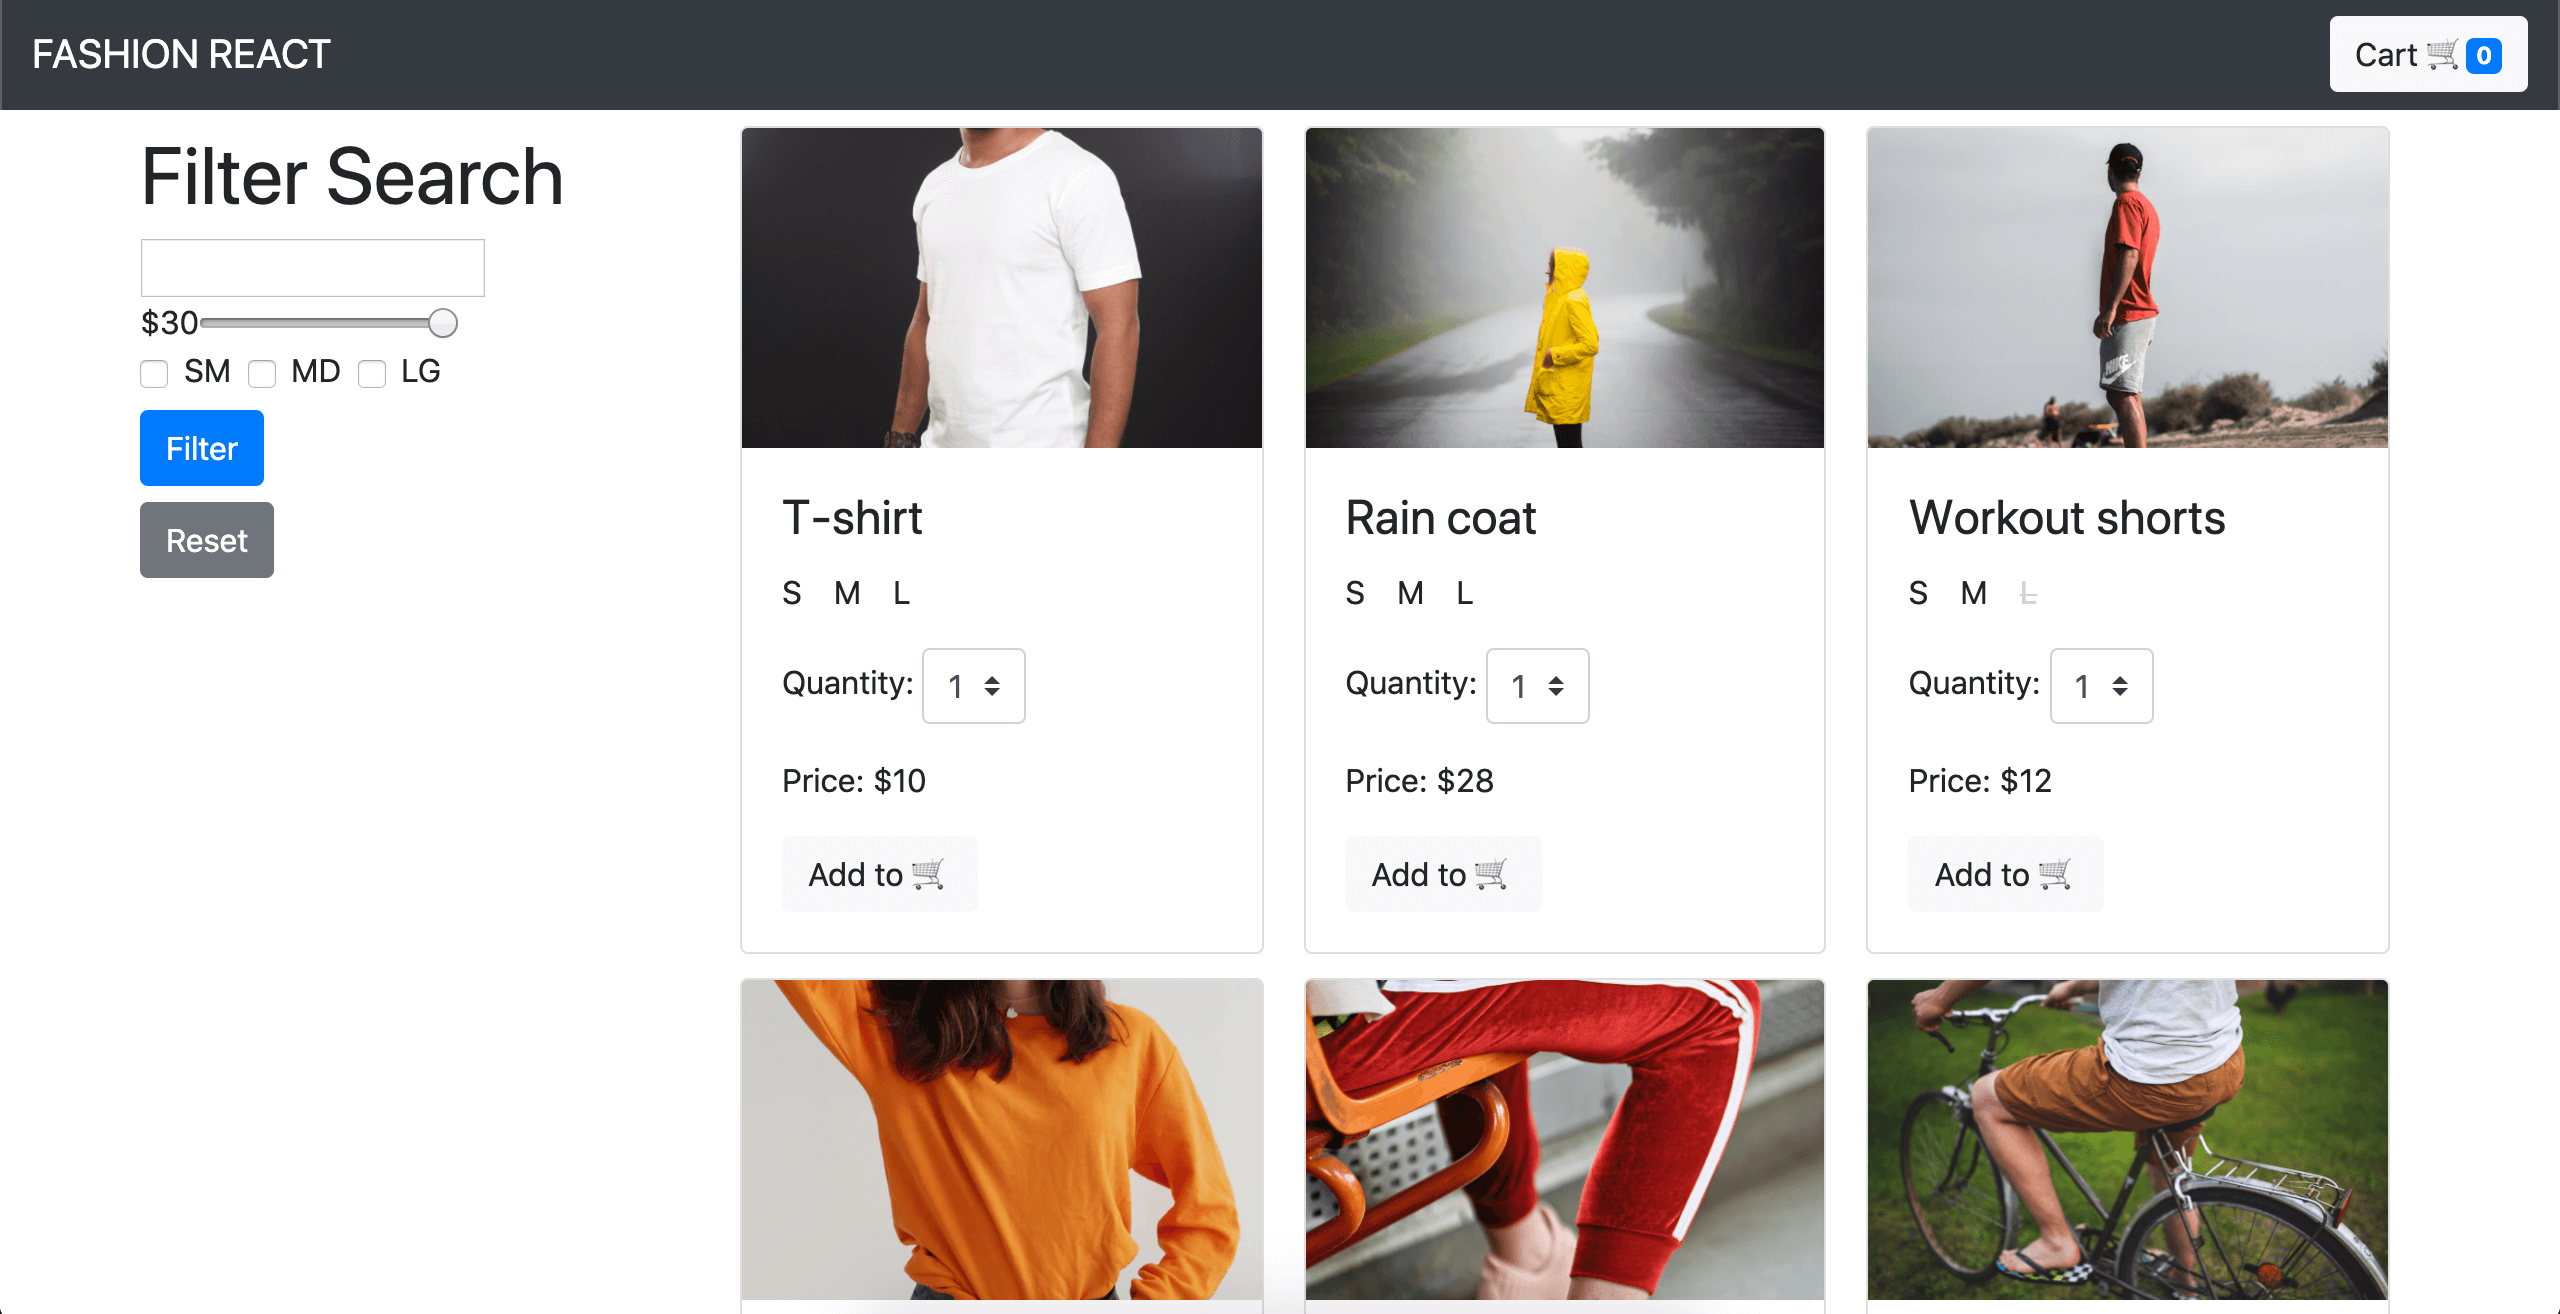 FASHION REACT
Cart 🛒 0
Filter Search
$30
SM MD LG
Filter
Reset
T-shirt
S M L
Quantity: 1
Price: $10
Add to 🛒
Rain coat
S M L
Quantity: 1
Price: $28
Add to 🛒
Workout shorts
S M L
Quantity: 1
Price: $12
Add to 🛒
NIKE